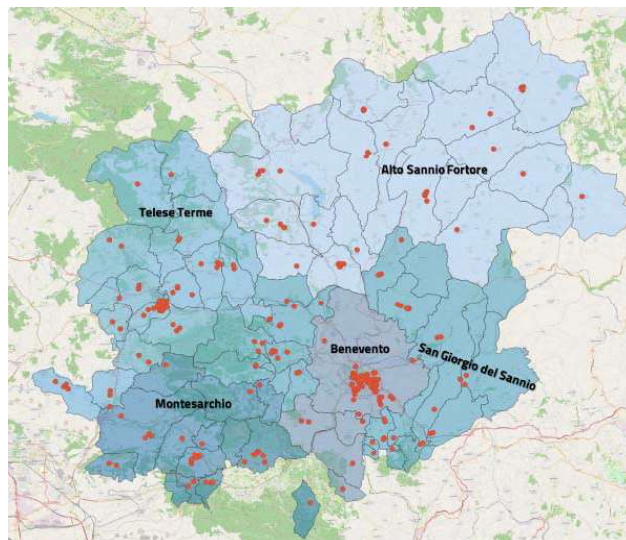 Alto Sannio Fortore
Telese Terme
Benevento
San Giorgio del Sannio
Montesarchio